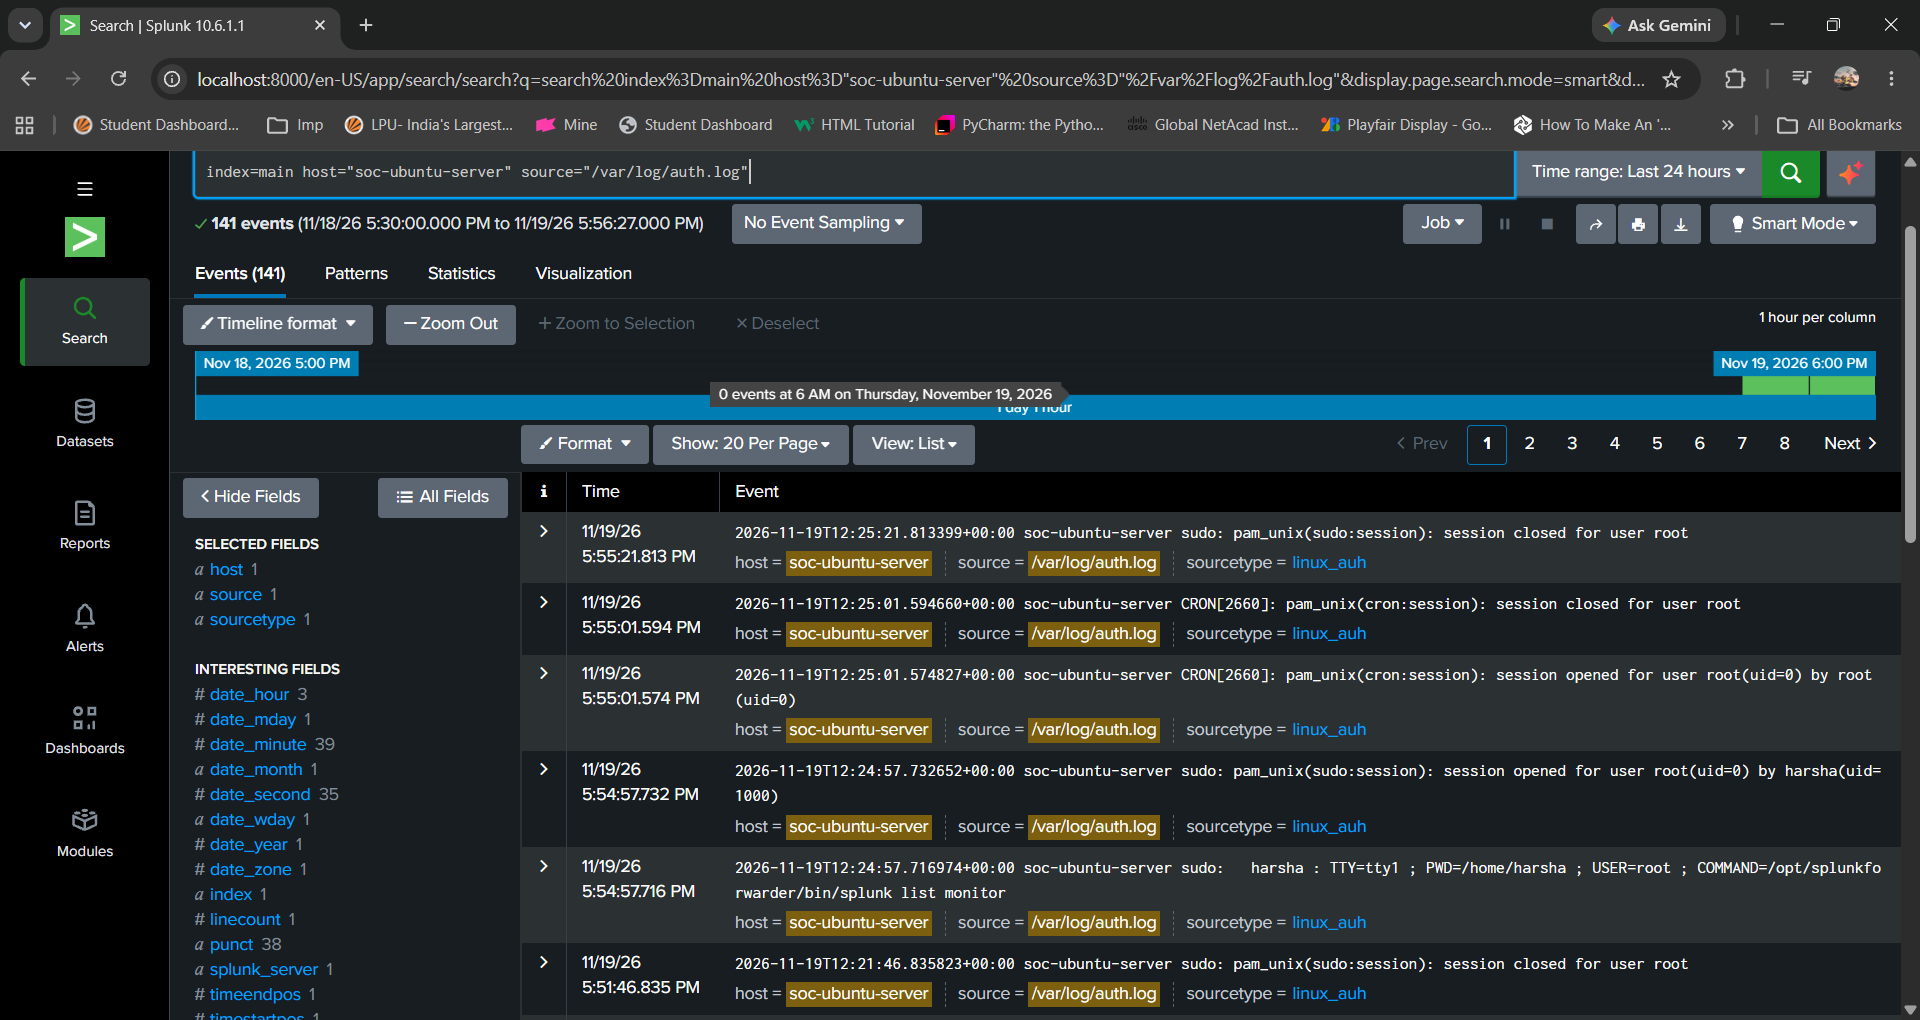 Search | Splunk 10.6.1.1
Ask Gemini
localhost:8000/en-US/app/search/search?q=search%20index%3Dmain%20host%3D"soc-ubuntu-server"%20source%3D"%2Fvar%2Flog%2Fauth.log"&display.page.search.mode=smart&d...
Student Dashboard...
Imp
LPU- India's Largest...
Mine
Student Dashboard
HTML Tutorial
PyCharm: the Pytho...
Global NetAcad Inst...
Playfair Display - Go...
How To Make An '...
All Bookmarks
index=main host="soc-ubuntu-server" source="/var/log/auth.log"
Time range: Last 24 hours
141 events (11/18/26 5:30:00.000 PM to 11/19/26 5:56:27.000 PM)
No Event Sampling
Job
Smart Mode
Events (141)
Patterns
Statistics
Visualization
Timeline format
Zoom Out
+ Zoom to Selection
× Deselect
1 hour per column
Nov 18, 2026 5:00 PM
Nov 19, 2026 6:00 PM
0 events at 6 AM on Thursday, November 19, 2026
1 day 1 hour
Format
Show: 20 Per Page
View: List
< Prev
1
2
3
4
5
6
7
8
Next >
Search
Datasets
Reports
Alerts
Dashboards
Modules
< Hide Fields
All Fields
SELECTED FIELDS
a host 1
a source 1
a sourcetype 1
INTERESTING FIELDS
# date_hour 3
# date_mday 1
# date_minute 39
a date_month 1
# date_second 35
a date_wday 1
# date_year 1
# date_zone 1
a index 1
# linecount 1
a punct 38
a splunk_server 1
# timeendpos 1
# timestartpos 1
i
Time
Event
11/19/26
5:55:21.813 PM
2026-11-19T12:25:21.813399+00:00 soc-ubuntu-server sudo: pam_unix(sudo:session): session closed for user root
host = soc-ubuntu-server source = /var/log/auth.log sourcetype = linux_auh
11/19/26
5:55:01.594 PM
2026-11-19T12:25:01.594660+00:00 soc-ubuntu-server CRON[2660]: pam_unix(cron:session): session closed for user root
host = soc-ubuntu-server source = /var/log/auth.log sourcetype = linux_auh
11/19/26
5:55:01.574 PM
2026-11-19T12:25:01.574827+00:00 soc-ubuntu-server CRON[2660]: pam_unix(cron:session): session opened for user root(uid=0) by root
(uid=0)
host = soc-ubuntu-server source = /var/log/auth.log sourcetype = linux_auh
11/19/26
5:54:57.732 PM
2026-11-19T12:24:57.732652+00:00 soc-ubuntu-server sudo: pam_unix(sudo:session): session opened for user root(uid=0) by harsha(uid=
1000)
host = soc-ubuntu-server source = /var/log/auth.log sourcetype = linux_auh
11/19/26
5:54:57.716 PM
2026-11-19T12:24:57.716974+00:00 soc-ubuntu-server sudo: harsha : TTY=tty1 ; PWD=/home/harsha ; USER=root ; COMMAND=/opt/splunkfo
rwarder/bin/splunk list monitor
host = soc-ubuntu-server source = /var/log/auth.log sourcetype = linux_auh
11/19/26
5:51:46.835 PM
2026-11-19T12:21:46.835823+00:00 soc-ubuntu-server sudo: pam_unix(sudo:session): session closed for user root
host = soc-ubuntu-server source = /var/log/auth.log sourcetype = linux_auh